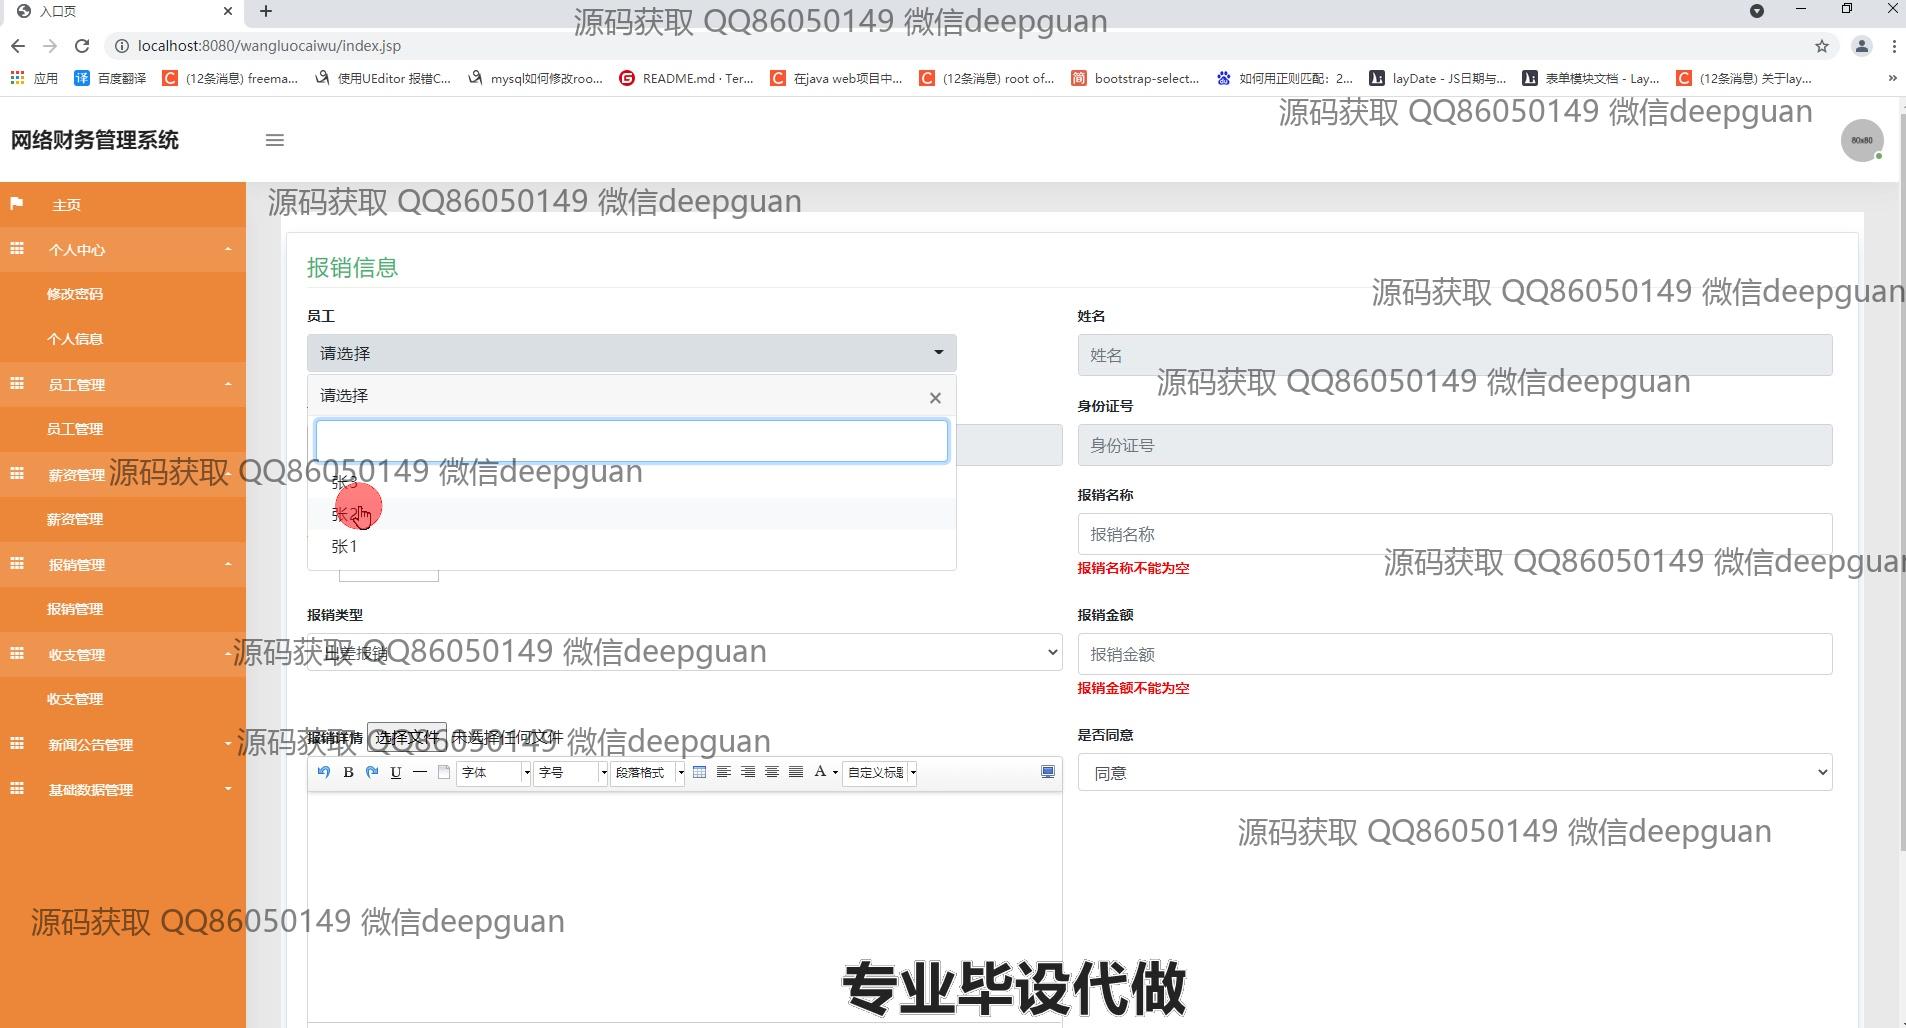 入口页
源码获取 QQ86050149 微信deepguan
localhost:8080/wangluocaiwu/index.jsp
应用
百度翻译
(12条消息) freema...
使用UEditor 报错C...
mysql如何修改roo...
README.md · Ter...
在java web项目中...
(12条消息) root of...
bootstrap-select...
如何用正则匹配：2...
layDate - JS日期与...
表单模块文档 - Lay...
(12条消息) 关于lay...
源码获取 QQ86050149 微信deepguan
网络财务管理系统
80x80
主页
源码获取 QQ86050149 微信deepguan
个人中心
修改密码
个人信息
员工管理
员工管理
薪资管理
薪资管理
报销管理
报销管理
收支管理
收支管理
新闻公告管理
基础数据管理
报销信息
源码获取 QQ86050149 微信deepguan
员工
请选择
请选择
张3
张2
张1
姓名
姓名
源码获取 QQ86050149 微信deepguan
身份证号
身份证号
源码获取 QQ86050149 微信deepguan
报销名称
报销名称
报销名称不能为空
源码获取 QQ86050149 微信deepguan
报销类型
出差报销
源码获取 QQ86050149 微信deepguan
报销金额
报销金额
报销金额不能为空
报销详情 选择文件 未选择任何文件
源码获取 QQ86050149 微信deepguan
B U 字体 字号 段落格式 A 自定义标题
是否同意
同意
源码获取 QQ86050149 微信deepguan
源码获取 QQ86050149 微信deepguan
专业毕设代做